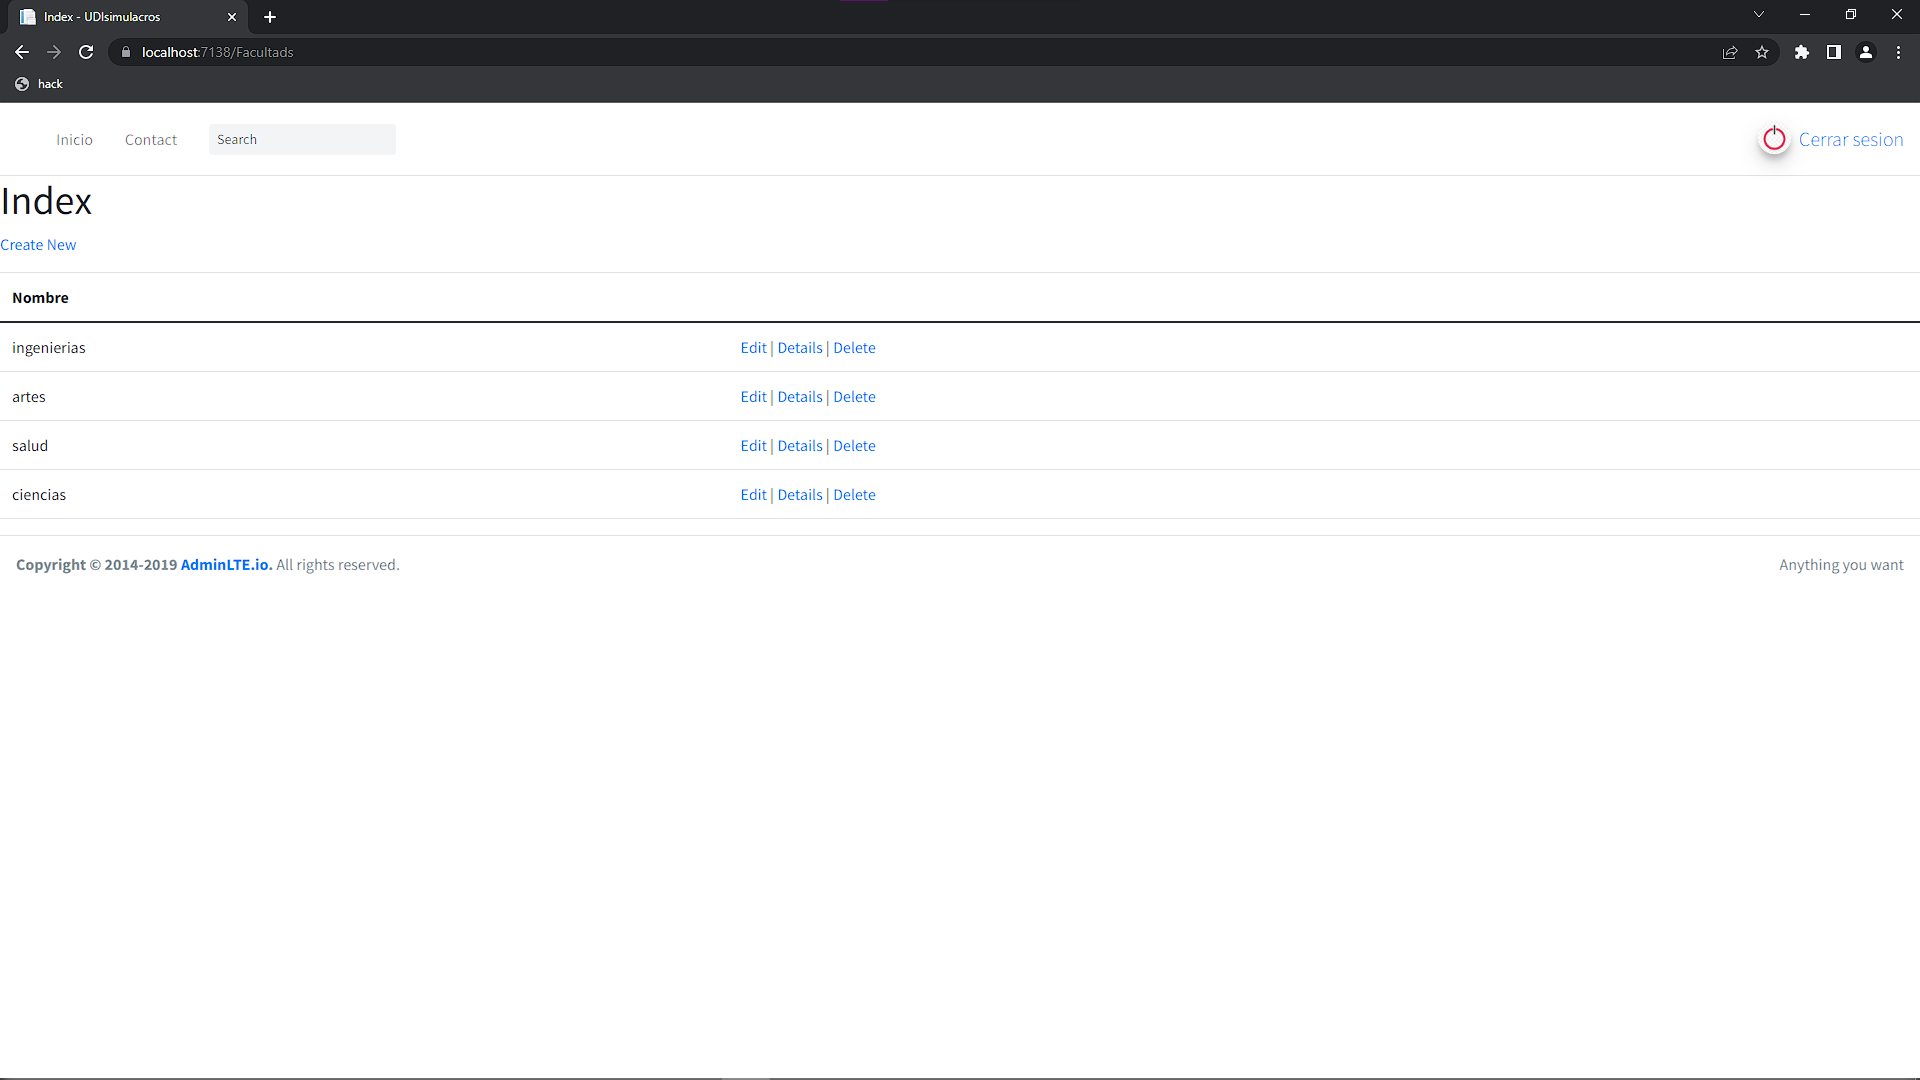 Index - UDIsimulacros
localhost:7138/Facultads
hack
Inicio Contact Search Cerrar sesion
Index
Create New
Nombre
ingenierias Edit | Details | Delete
artes Edit | Details | Delete
salud Edit | Details | Delete
ciencias Edit | Details | Delete
Copyright © 2014-2019 AdminLTE.io. All rights reserved. Anything you want